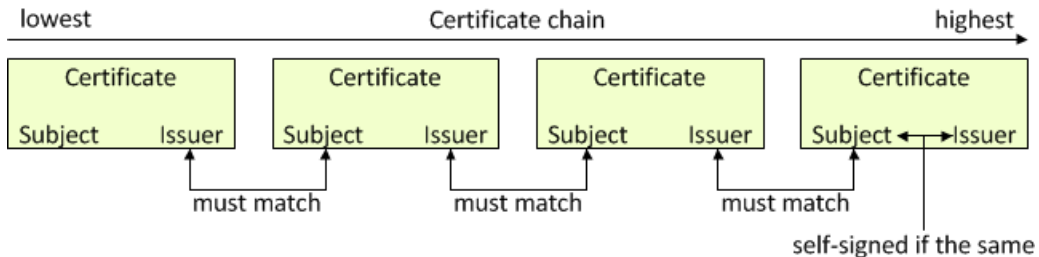 lowest Certificate chain highest
Certificate Certificate Certificate Certificate
Subject Issuer Subject Issuer Subject Issuer Subject Issuer
must match must match must match
self-signed if the same